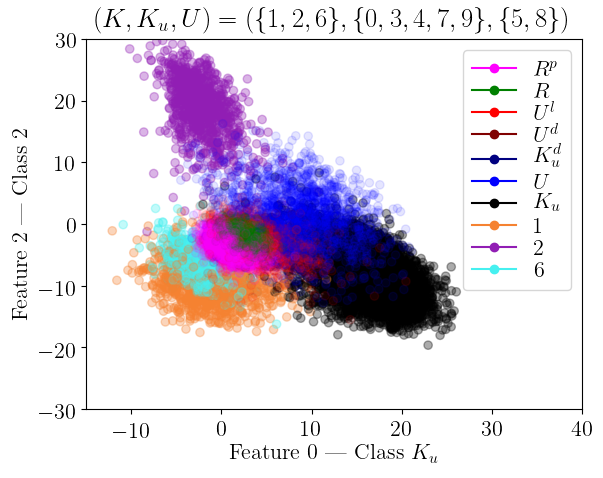 (K, K_u, U) = ({1, 2, 6}, {0, 3, 4, 7, 9}, {5, 8})
30
20
10
0
−10
−20
−30
Feature 2 — Class 2
R^p
R
U^l
U^d
K_u^d
U
K_u
1
2
6
−10
0
10
20
30
40
Feature 0 — Class K_u